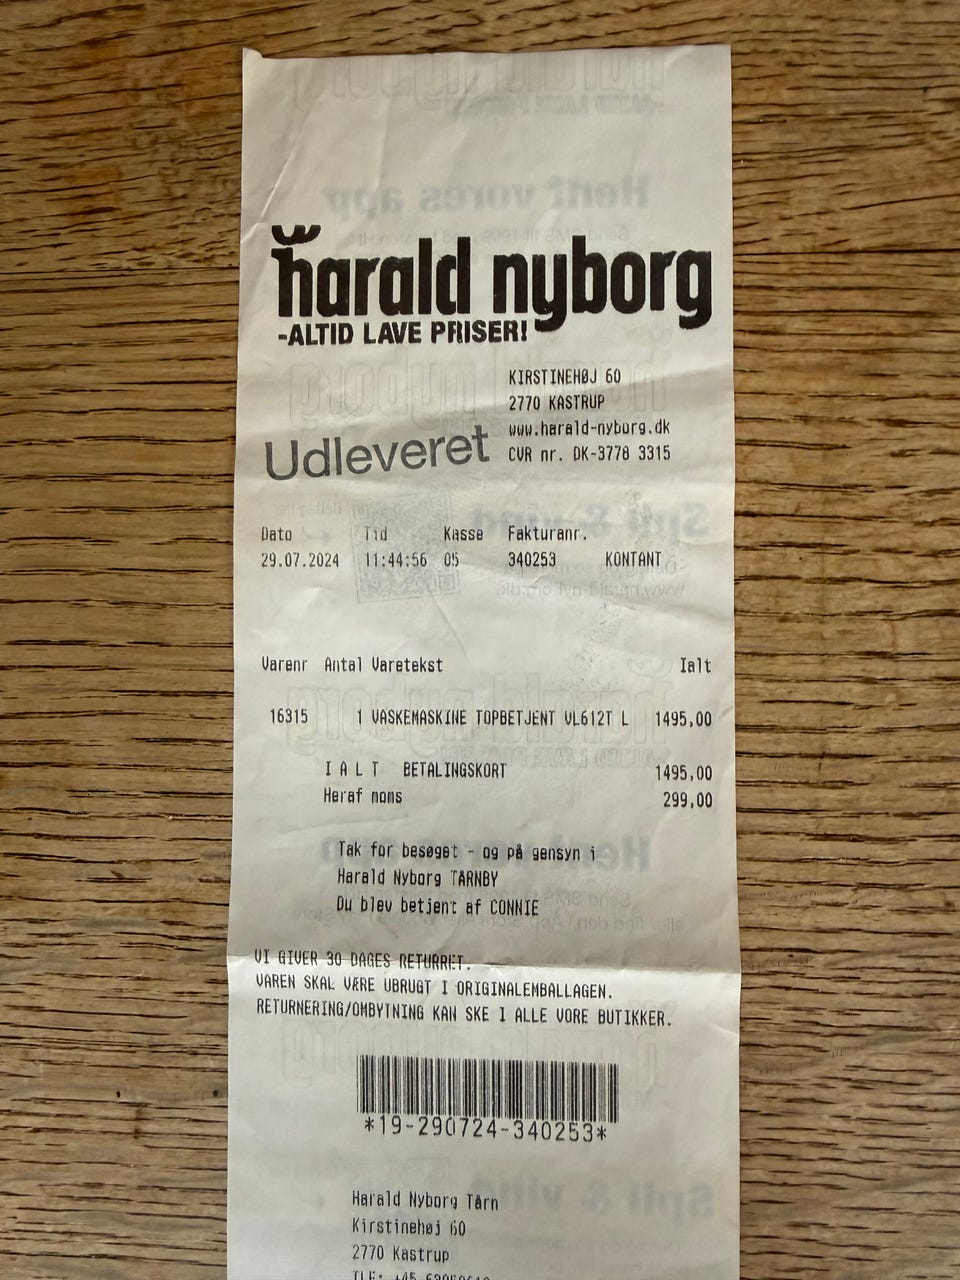 harald nyborg
-ALTID LAVE PRISER!
KIRSTINEHØJ 60
2770 KASTRUP
www.harald-nyborg.dk
CVR nr. DK-3778 3315
Udleveret
Dato Tid Kasse Fakturanr.
29.07.2024 11:44:56 05 340253 KONTANT
Varenr Antal Varetekst Ialt
16315 1 VASKEMASKINE TOPBETJENT VL612T L 1495,00
I A L T BETALINGSKORT 1495,00
Heraf moms 299,00
Tak for besøget - og på gensyn i
Harald Nyborg TÅRNBY
Du blev betjent af CONNIE
VI GIVER 30 DAGES RETURRET.
VAREN SKAL VÆRE UBRUGT I ORIGINALEMBALLAGEN.
RETURNERING/OMBYTNING KAN SKE I ALLE VORE BUTIKKER.
*19-290724-340253*
Harald Nyborg Tårn
Kirstinehøj 60
2770 Kastrup
TLF: +45